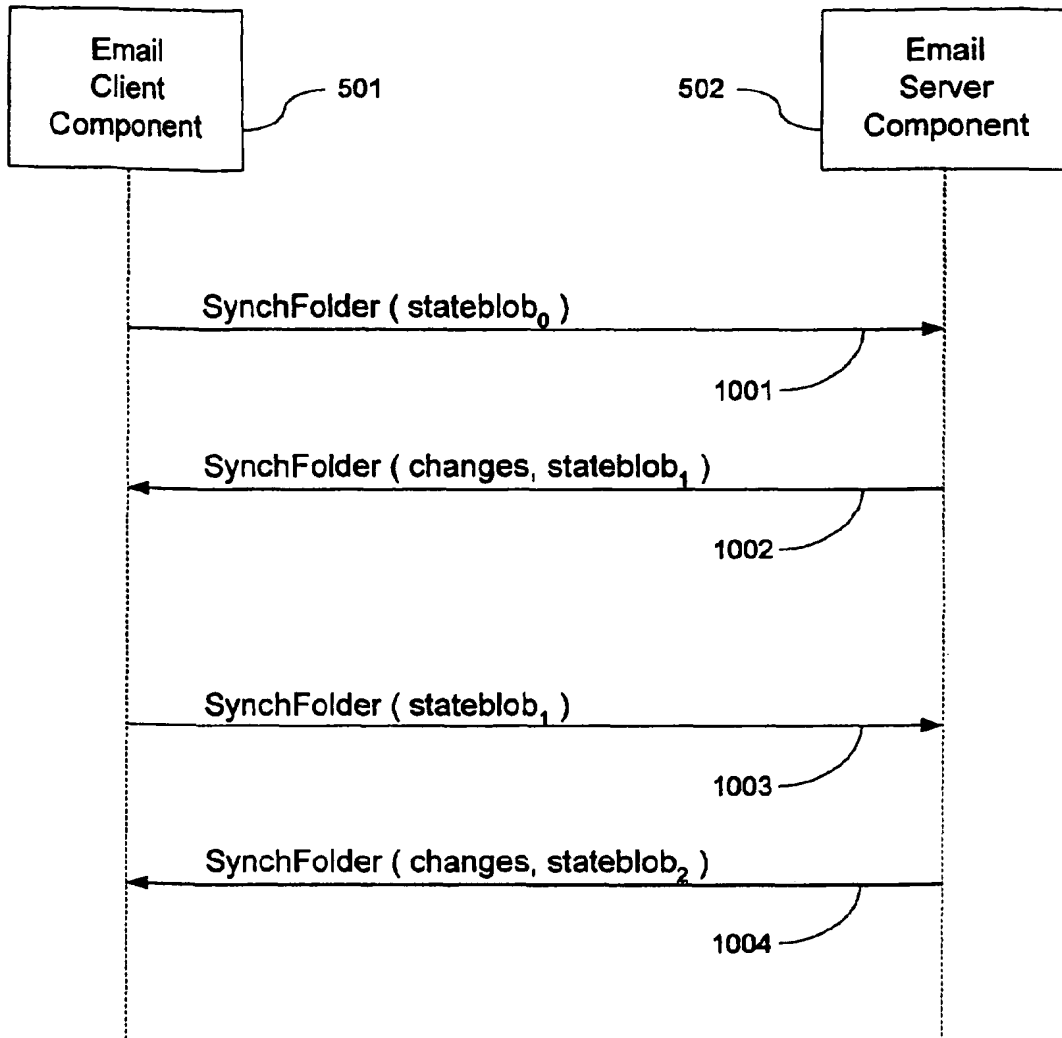 Email
Client
Component
501
502
Email
Server
Component
SynchFolder ( stateblob₀ )
1001
SynchFolder ( changes, stateblob₁ )
1002
SynchFolder ( stateblob₁ )
1003
SynchFolder ( changes, stateblob₂ )
1004